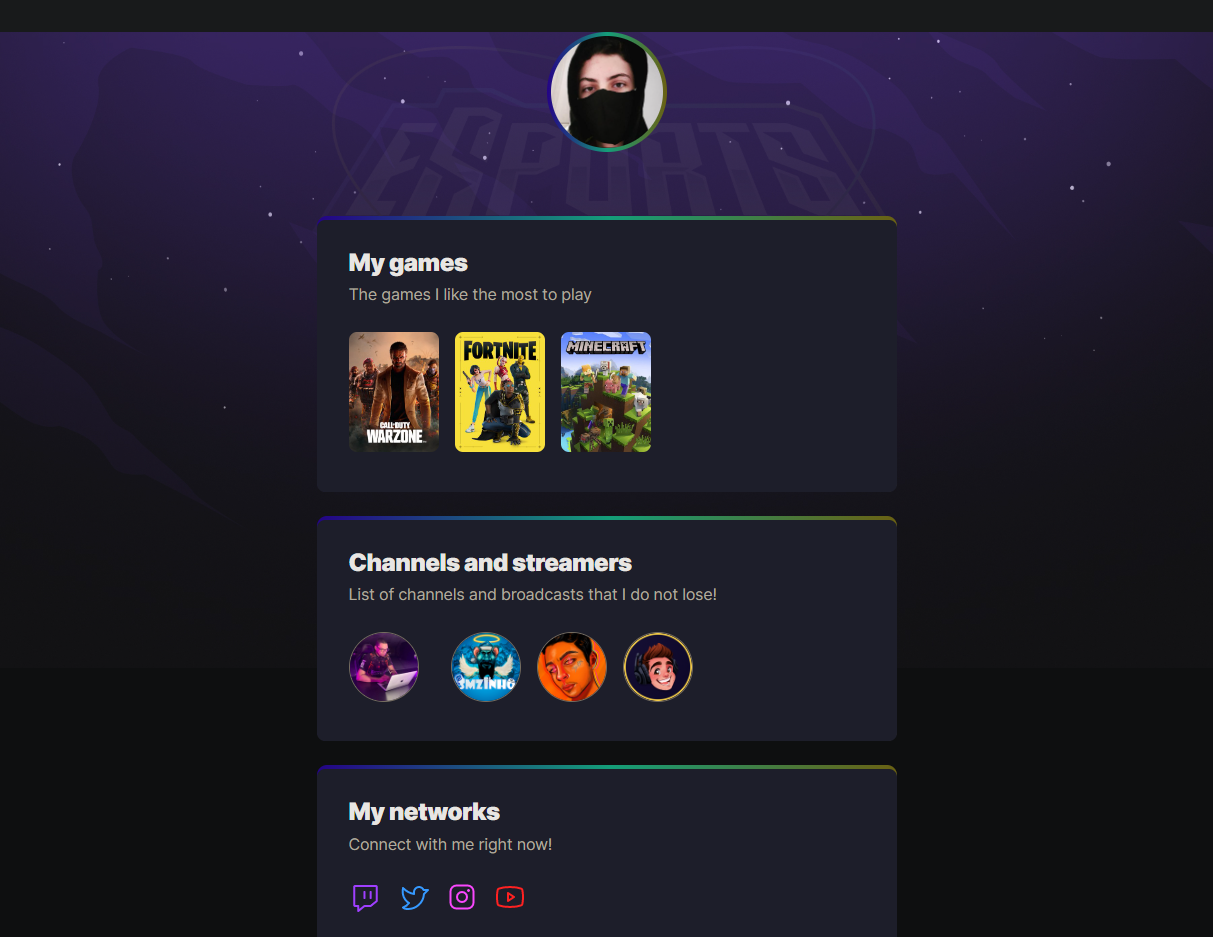 ESPORTS
My games
The games I like the most to play
CALL OF DUTY
WARZONE
FORTNITE
MINECRAFT
Channels and streamers
List of channels and broadcasts that I do not lose!
My networks
Connect with me right now!